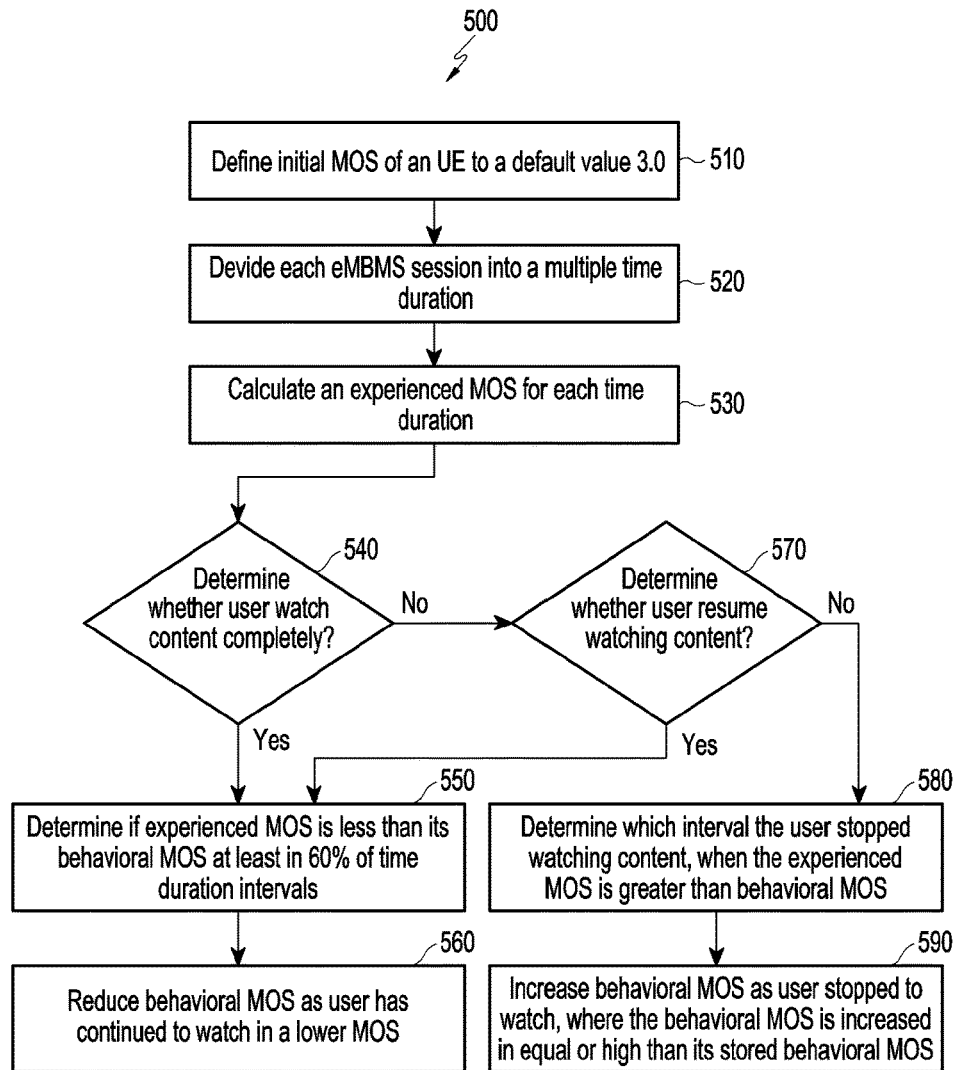 500
Define initial MOS of an UE to a default value 3.0
510
Devide each eMBMS session into a multiple time
duration
520
Calculate an experienced MOS for each time
duration
530
540
Determine
whether user watch
content completely?
No
Yes
570
Determine
whether user resume
watching content?
No
Yes
550
Determine if experienced MOS is less than its
behavioral MOS at least in 60% of time
duration intervals
580
Determine which interval the user stopped
watching content, when the experienced
MOS is greater than behavioral MOS
560
Reduce behavioral MOS as user has
continued to watch in a lower MOS
590
Increase behavioral MOS as user stopped to
watch, where the behavioral MOS is increased
in equal or high than its stored behavioral MOS